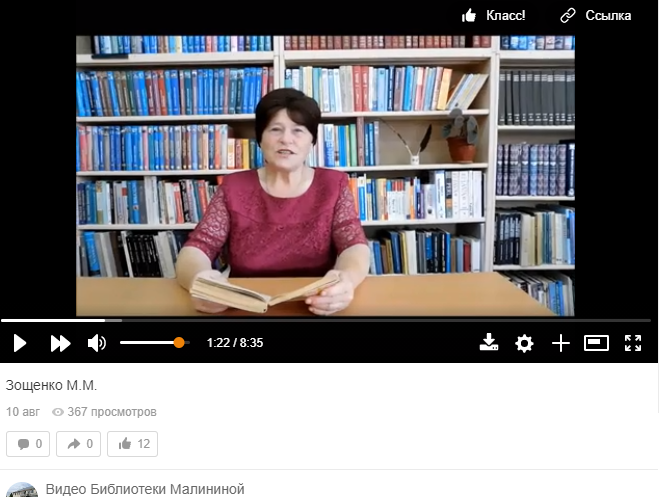 Класс!
Ссылка
1:22 / 8:35
Зощенко М.М.
10 авг 367 просмотров
0 0 12
Видео Библиотеки Малининой